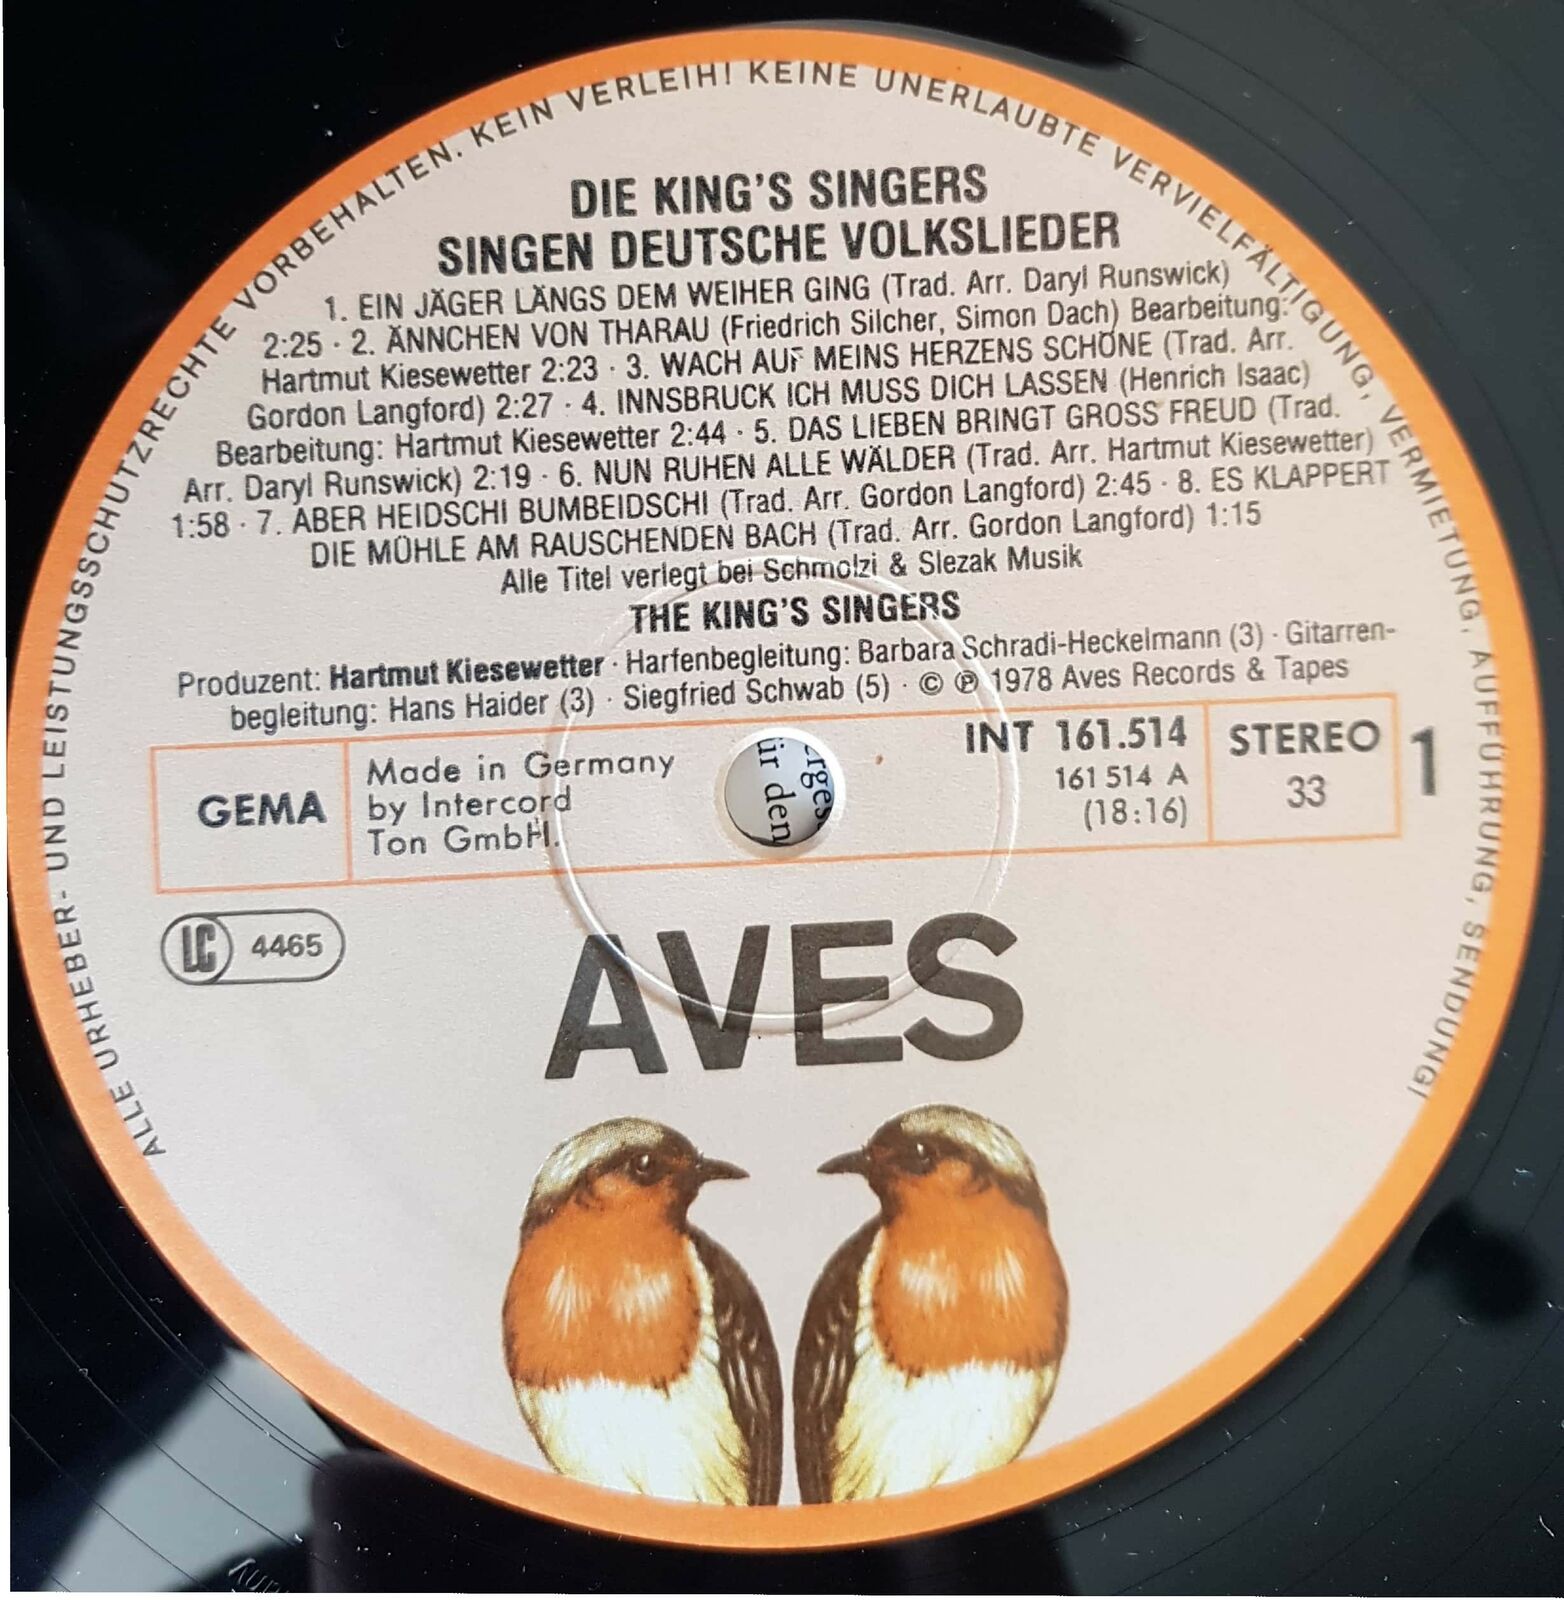 ALLE URHEBER- UND LEISTUNGSSCHUTZRECHTE VORBEHALTEN. KEIN VERLEIH! KEINE UNERLAUBTE VERVIELFÄLTIGUNG, VERMIETUNG, AUFFÜHRUNG, SENDUNG!
DIE KING'S SINGERS
SINGEN DEUTSCHE VOLKSLIEDER
1. EIN JÄGER LÄNGS DEM WEIHER GING (Trad. Arr. Daryl Runswick)
2:25 · 2. ÄNNCHEN VON THARAU (Friedrich Silcher, Simon Dach) Bearbeitung:
Hartmut Kiesewetter 2:23 · 3. WACH AUF MEINS HERZENS SCHÖNE (Trad. Arr.
Gordon Langford) 2:27 · 4. INNSBRUCK ICH MUSS DICH LASSEN (Henrich Isaac)
Bearbeitung: Hartmut Kiesewetter 2:44 · 5. DAS LIEBEN BRINGT GROSS FREUD (Trad.
Arr. Daryl Runswick) 2:19 · 6. NUN RUHEN ALLE WÄLDER (Trad. Arr. Hartmut Kiesewetter)
1:58 · 7. ABER HEIDSCHI BUMBEIDSCHI (Trad. Arr. Gordon Langford) 2:45 · 8. ES KLAPPERT
DIE MÜHLE AM RAUSCHENDEN BACH (Trad. Arr. Gordon Langford) 1:15
Alle Titel verlegt bei Schmolzi & Slezak Musik
THE KING'S SINGERS
Produzent: Hartmut Kiesewetter · Harfenbegleitung: Barbara Schradi-Heckelmann (3) · Gitarren-
begleitung: Hans Haider (3) · Siegfried Schwab (5) · © ℗ 1978 Aves Records & Tapes
GEMA
Made in Germany
by Intercord
Ton GmbH.
ür den
INT 161.514
161 514 A
(18:16)
STEREO
33
1
LC 4465
AVES